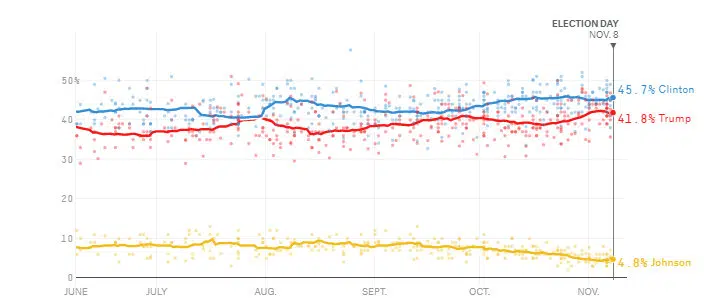 ELECTION DAY
NOV. 8
50%
45.7% Clinton
40
41.8% Trump
30
20
10
4.8% Johnson
0
JUNE JULY AUG. SEPT. OCT. NOV.